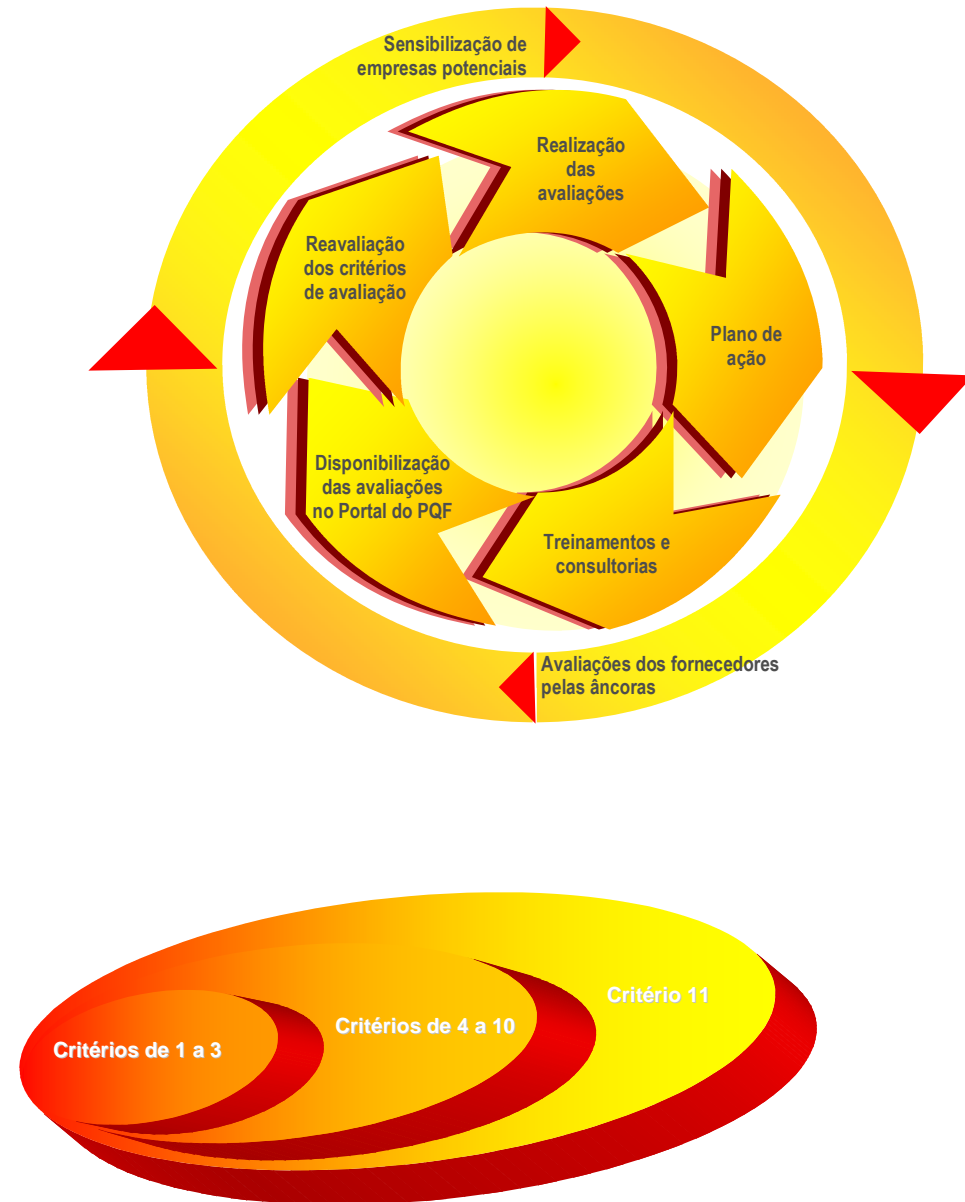 Sensibilização de
empresas potenciais
Realização
das
avaliações
Reavaliação
dos critérios
de avaliação
Plano de
ação
Disponibilização
das avaliações
no Portal do PQF
Treinamentos e
consultorias
Avaliações dos fornecedores
pelas âncoras
Critério 11
Critérios de 4 a 10
Critérios de 1 a 3